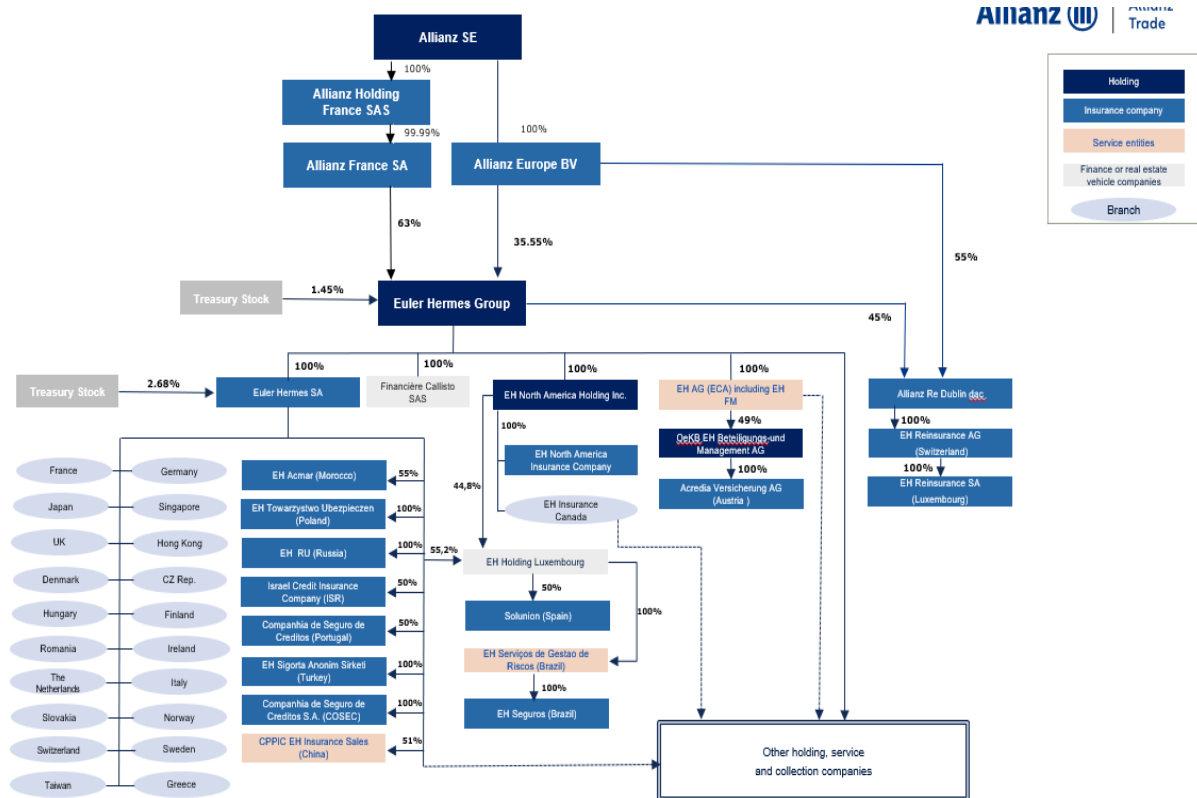 Allianz
Allianz
Trade
Allianz SE
100%
Allianz Holding
France SAS
99.99%
100%
Allianz France SA
Allianz Europe BV
Holding
Insurance company
Service entities
Finance or real estate
vehicle companies
Branch
63%
35.55%
55%
Treasury Stock
1.45%
Euler Hermes Group
45%
100%
100%
100%
100%
Treasury Stock
2.68%
Euler Hermes SA
Financière Callisto
SAS
EH North America Holding Inc.
EH AG (ECA) including EH
FM
Allianz Re Dublin dac
100%
49%
100%
OeKB EH Beteiligungs-und
Management AG
EH Reinsurance AG
(Switzerland)
EH North America
Insurance Company
100%
100%
Acredia Versicherung AG
(Austria )
EH Reinsurance SA
(Luxembourg)
44,8%
EH Insurance
Canada
France
Germany
Japan
Singapore
UK
Hong Kong
Denmark
CZ Rep.
Hungary
Finland
Romania
Ireland
The
Netherlands
Italy
Slovakia
Norway
Switzerland
Sweden
Taiwan
Greece
EH Acmar (Morocco)
55%
EH Towarzystwo Ubezpieczen
(Poland)
100%
EH RU (Russia)
100%
55,2%
Israel Credit Insurance
Company (ISR)
50%
Companhia de Seguro de
Creditos (Portugal)
50%
EH Sigorta Anonim Sirketi
(Turkey)
100%
Companhia de Seguro de
Creditos S.A. (COSEC)
100%
CPPIC EH Insurance Sales
(China)
51%
EH Holding Luxembourg
50%
100%
Solunion (Spain)
EH Serviços de Gestao de
Riscos (Brazil)
100%
EH Seguros (Brazil)
Other holding, service
and collection companies